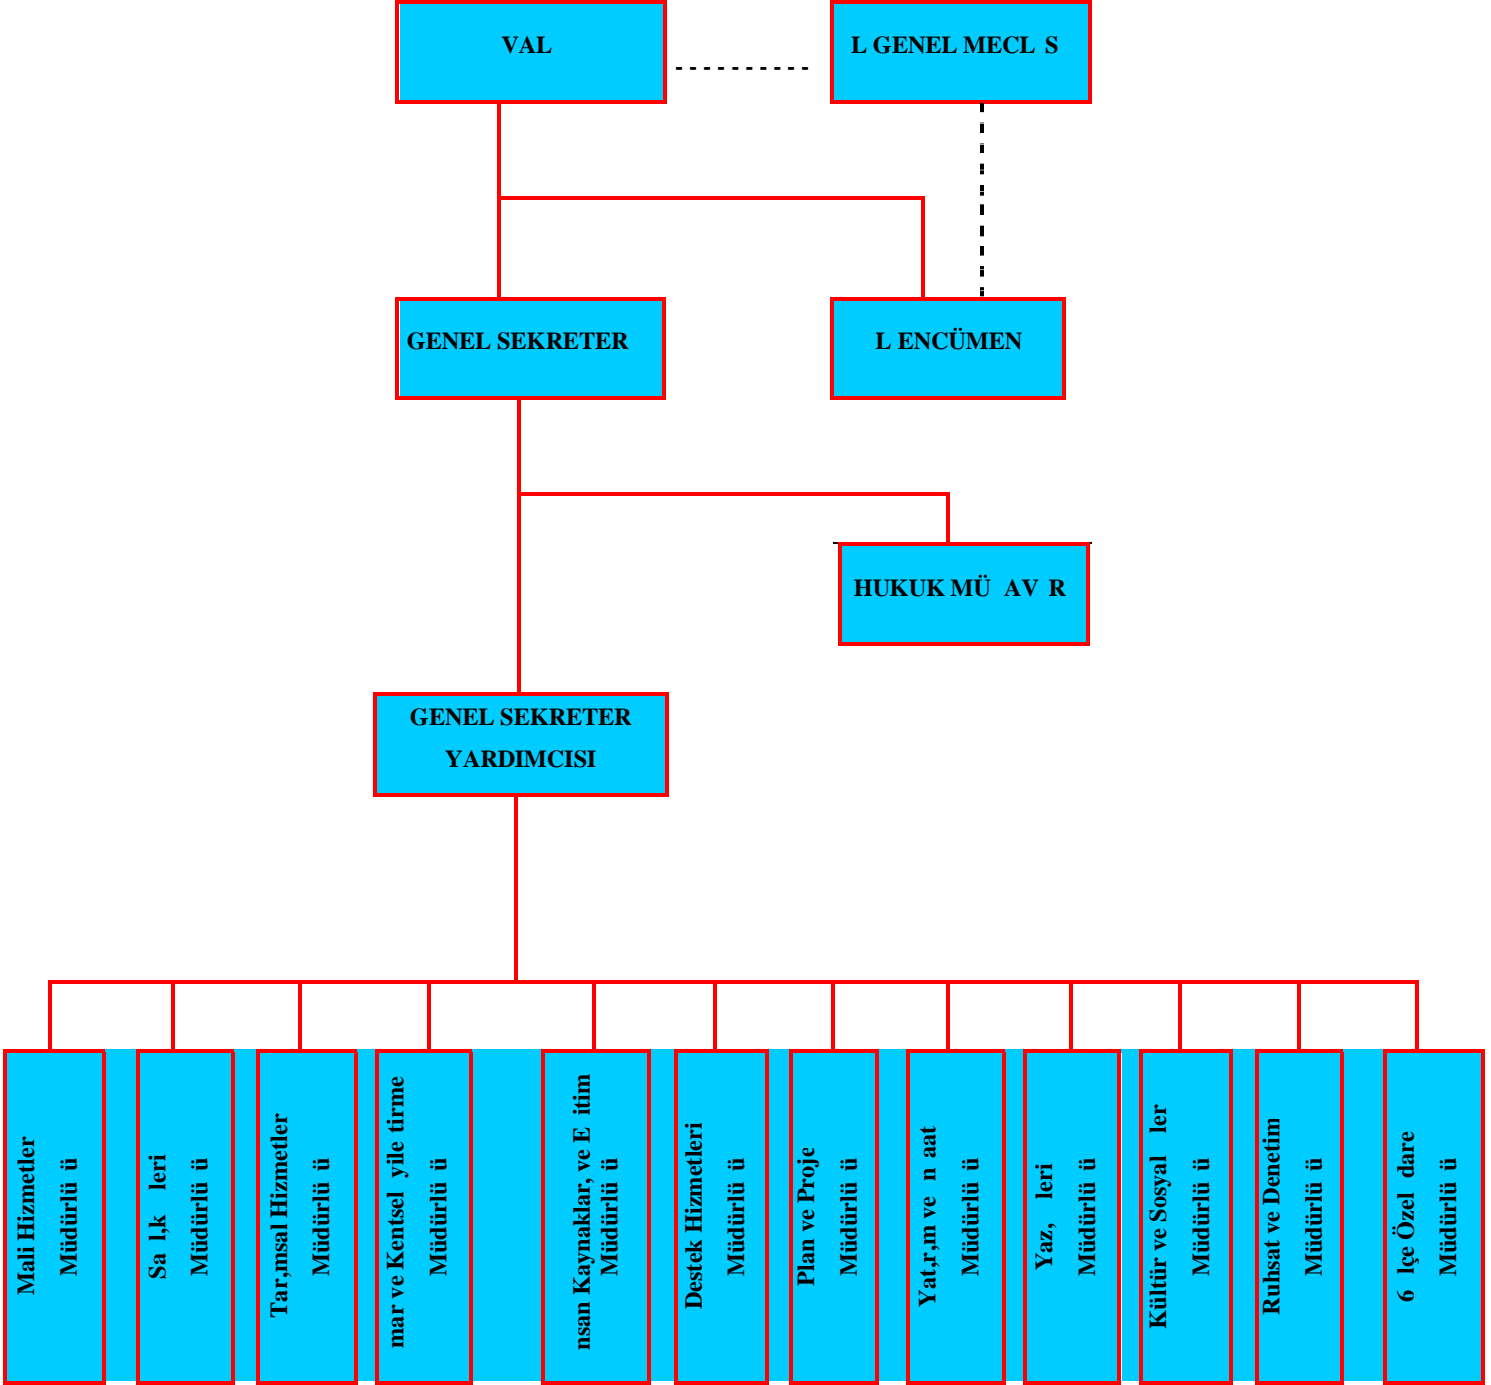 VAL
L GENEL MECL S
GENEL SEKRETER
L ENCÜMEN
HUKUK MÜ AV R
GENEL SEKRETER
YARDIMCISI
Mali Hizmetler
Müdürlü ü
Sa l,k leri
Müdürlü ü
Tar,msal Hizmetler
Müdürlü ü
mar ve Kentsel yile tirme
Müdürlü ü
nsan Kaynaklar, ve E itim
Müdürlü ü
Destek Hizmetleri
Müdürlü ü
Plan ve Proje
Müdürlü ü
Yat,r,m ve n aat
Müdürlü ü
Yaz, leri
Müdürlü ü
Kültür ve Sosyal ler
Müdürlü ü
Ruhsat ve Denetim
Müdürlü ü
6 lçe Özel dare
Müdürlü ü